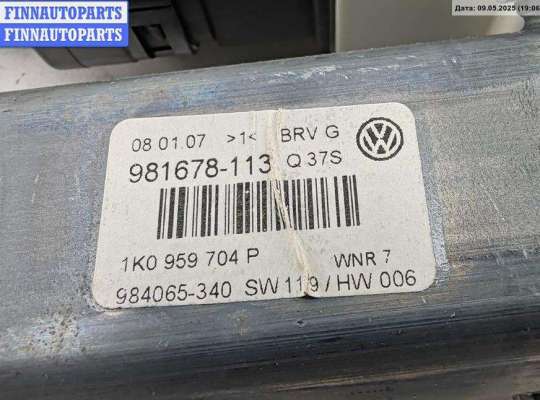 FINNAUTOPARTS
FINNAUTOPARTS
FINNAUTOPARTS
Дата: 09.05.2025 (19:06
08 01.07 >1< BRV G
981678-113 Q 37S
1K0 959 704 P WNR 7
984065-340 SW 119 / HW 006